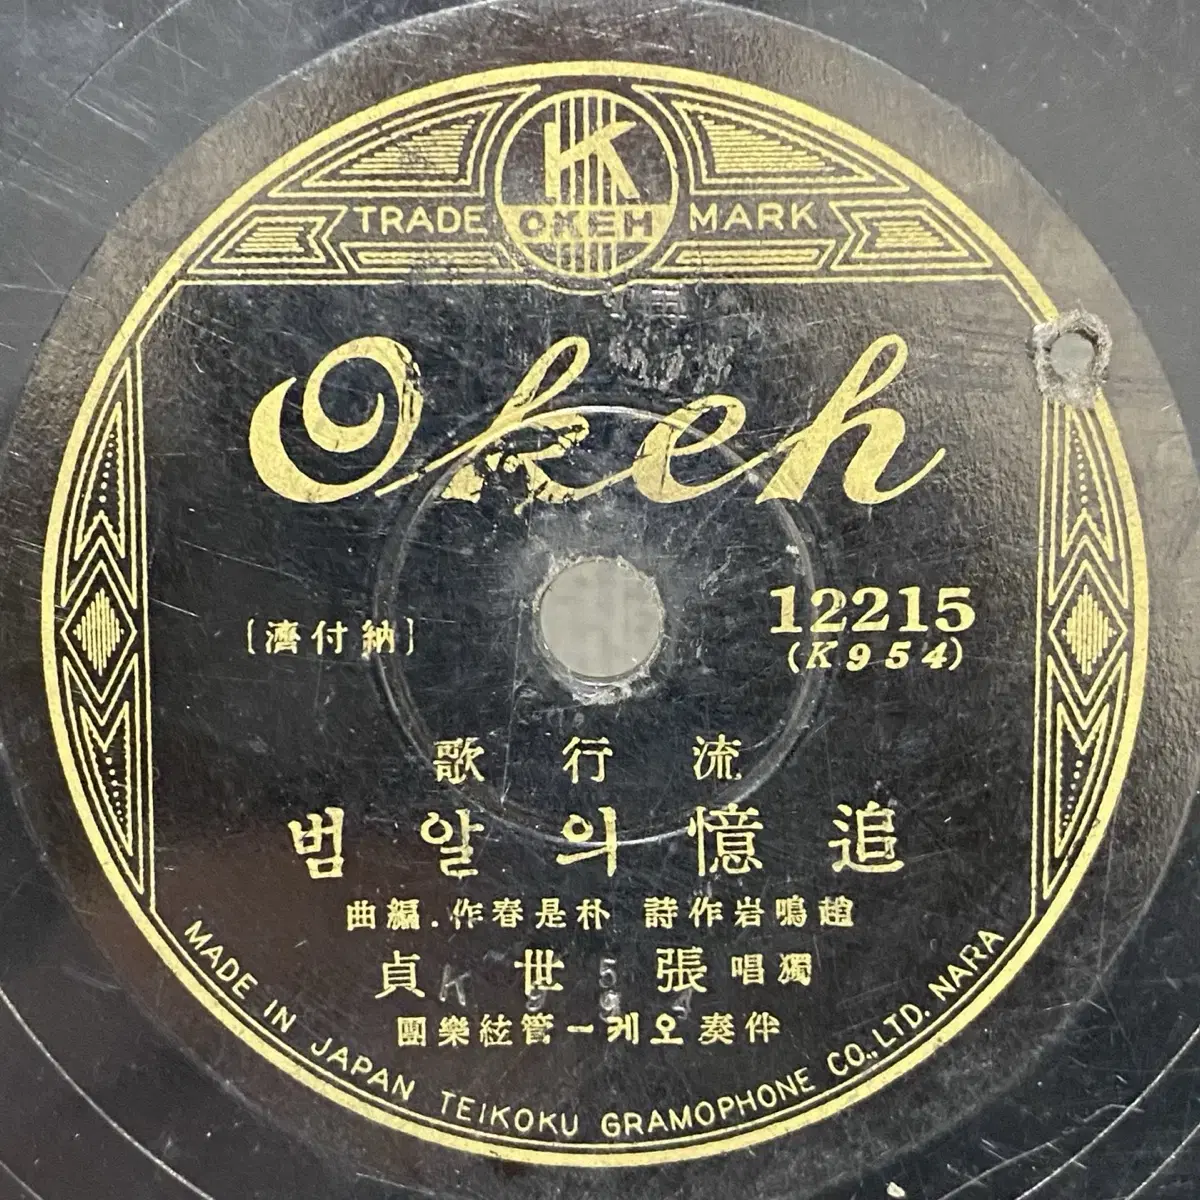 K
OKEH
TRADE MARK
Okeh
12215
(K954)
[納付濟]
流行歌
追憶의알범
趙鳴岩作詩 朴是春作.編曲
獨唱 張世貞
伴奏오케ー管絃樂團
MADE IN JAPAN TEIKOKU GRAMOPHONE CO., LTD. NARA